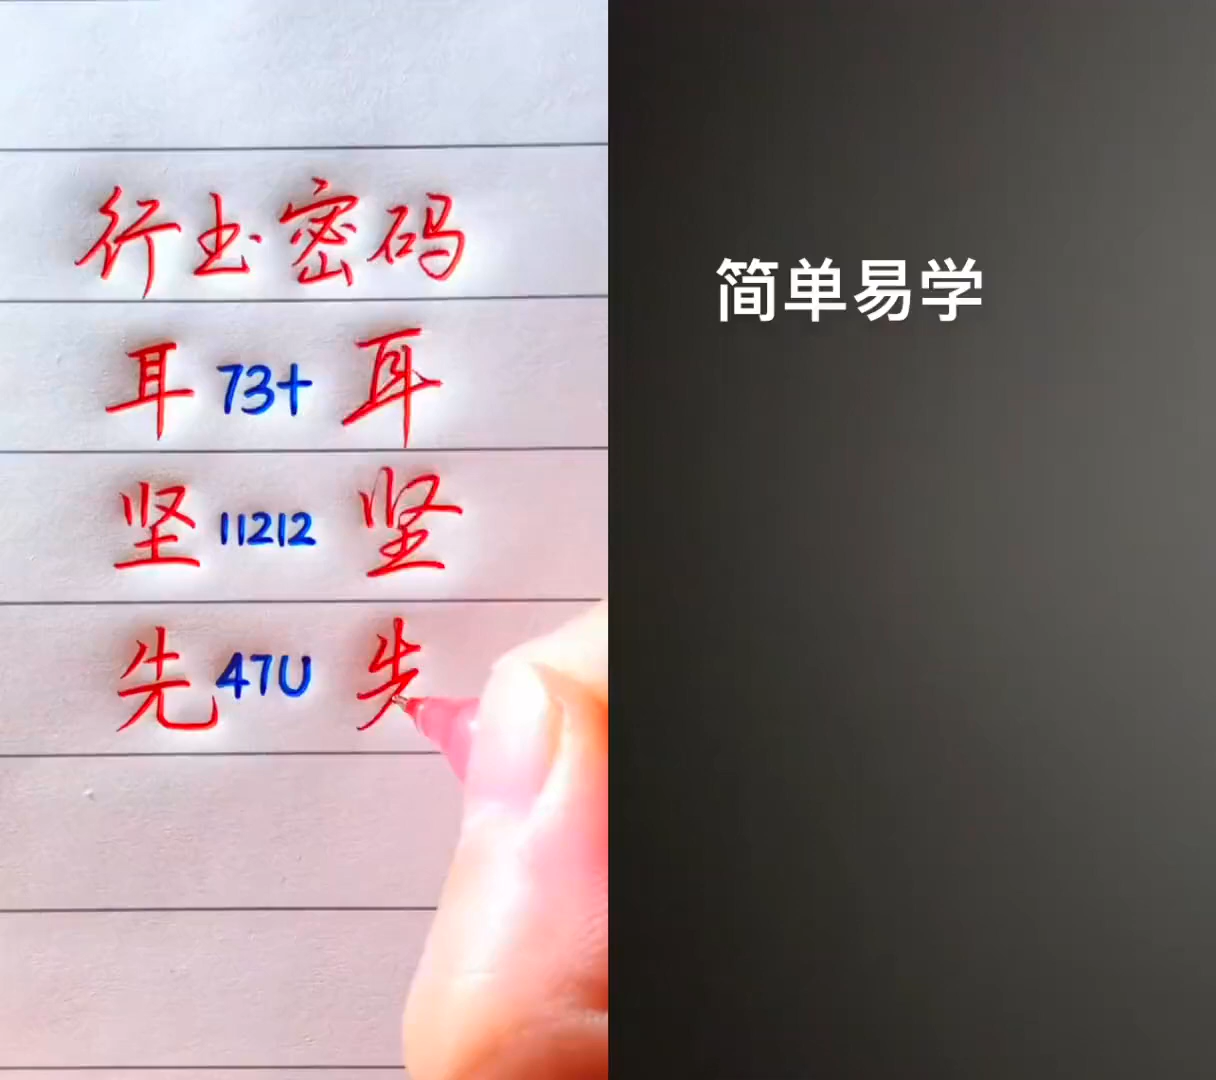 行书密码
耳 73+ 耳
坚 11212 坚
先 47U 先
简单易学